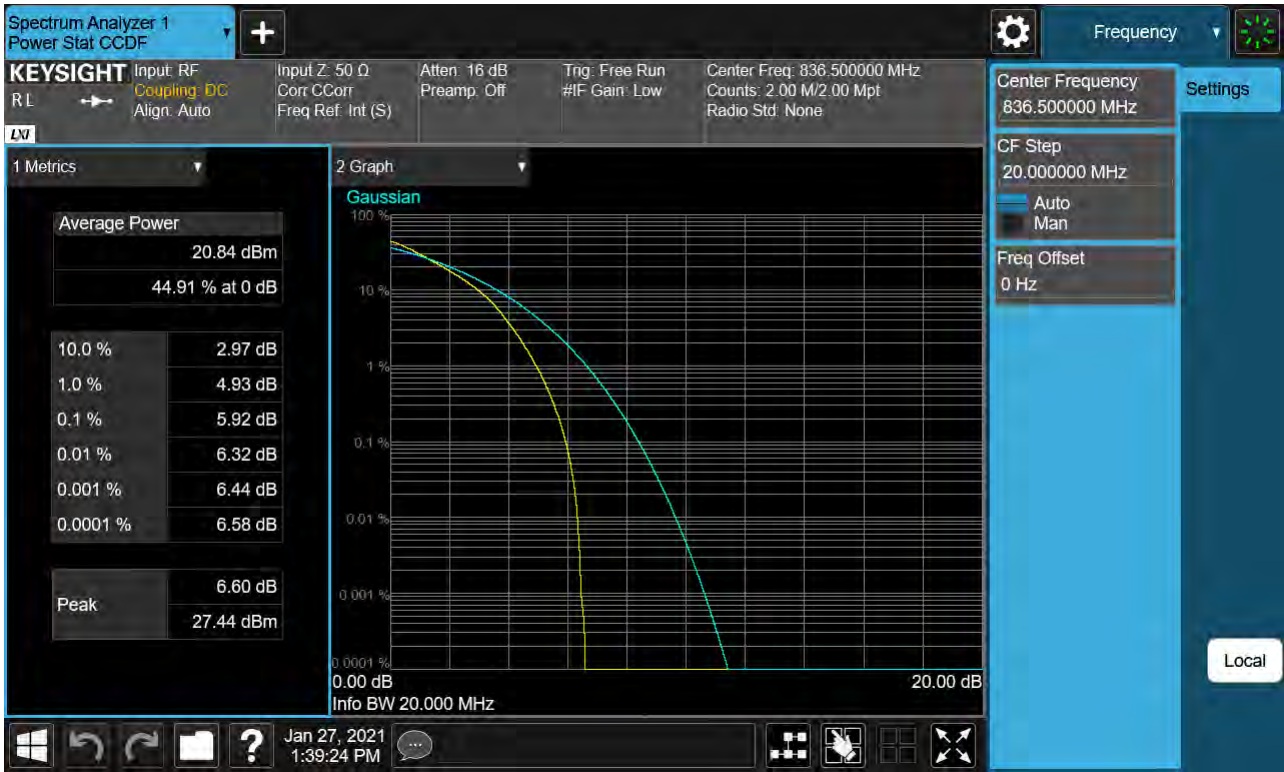 Spectrum Analyzer 1
Power Stat CCDF
+
Frequency
KEYSIGHT
RL
LXI
Input: RF
Coupling: DC
Align: Auto
Input Z: 50 Ω
Corr CCorr
Freq Ref: Int (S)
Atten: 16 dB
Preamp: Off
Trig: Free Run
#IF Gain: Low
Center Freq: 836.500000 MHz
Counts: 2.00 M/2.00 Mpt
Radio Std: None
Center Frequency
836.500000 MHz
Settings
CF Step
20.000000 MHz
Auto
Man
Freq Offset
0 Hz
Local
1 Metrics
Average Power
20.84 dBm
44.91 % at 0 dB
10.0 % 2.97 dB
1.0 % 4.93 dB
0.1 % 5.92 dB
0.01 % 6.32 dB
0.001 % 6.44 dB
0.0001 % 6.58 dB
Peak
6.60 dB
27.44 dBm
2 Graph
Gaussian
100 %
10 %
1 %
0.1 %
0.01 %
0.001 %
0.0001 %
0.00 dB 20.00 dB
Info BW 20.000 MHz
?
Jan 27, 2021
1:39:24 PM